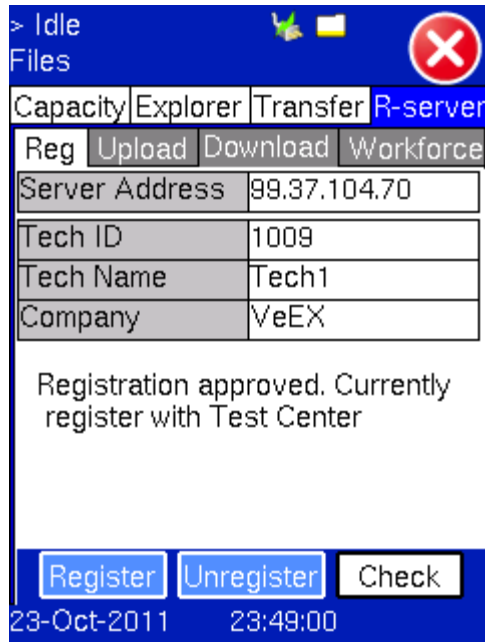 > Idle
Files
Capacity Explorer Transfer R-server
Reg Upload Download Workforce
Server Address 99.37.104.70
Tech ID 1009
Tech Name Tech1
Company VeEX
Registration approved. Currently
register with Test Center
Register Unregister Check
23-Oct-2011 23:49:00